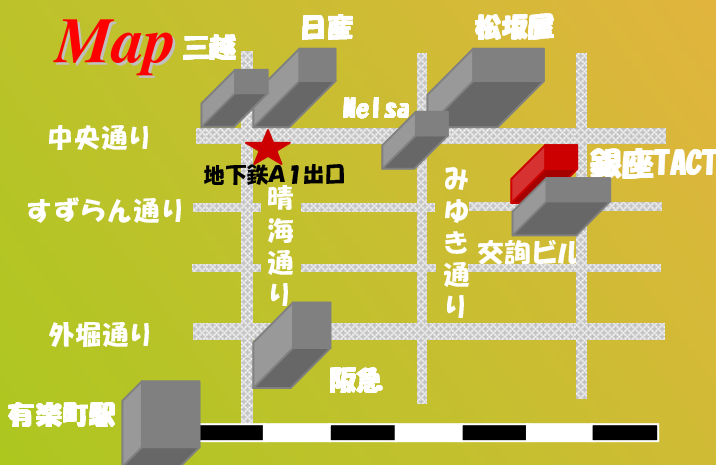 Map
三越
日産
松坂屋
Melsa
中央通り
銀座TACT
地下鉄A1出口
すずらん通り
晴海通り
みゆき通り
交詢ビル
外堀通り
阪急
有楽町駅